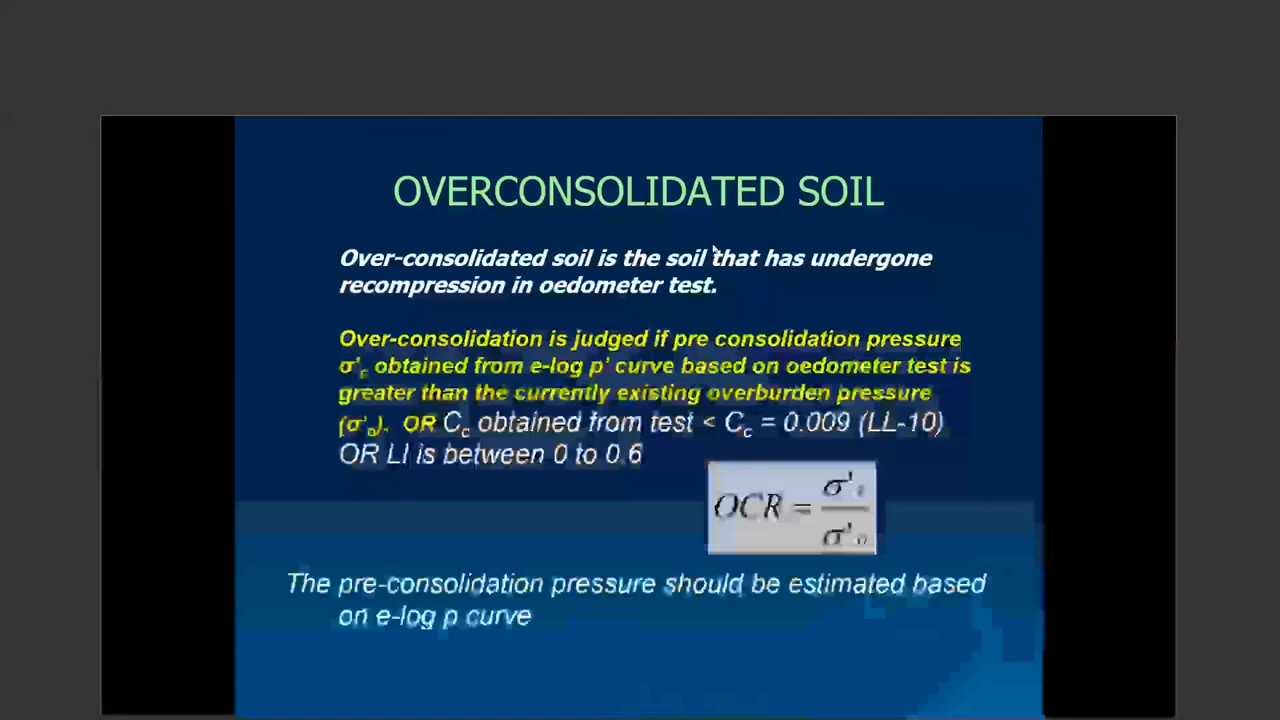 OVERCONSOLIDATED SOIL
Over-consolidated soil is the soil that has undergone
recompression in oedometer test.
Over-consolidation is judged if pre consolidation pressure
σ'c obtained from e-log p' curve based on oedometer test is
greater than the currently existing overburden pressure
(σ'o). OR Cc obtained from test < Cc = 0.009 (LL-10)
OR LI is between 0 to 0.6
OCR = σ' / σ'o
The pre-consolidation pressure should be estimated based
on e-log p curve